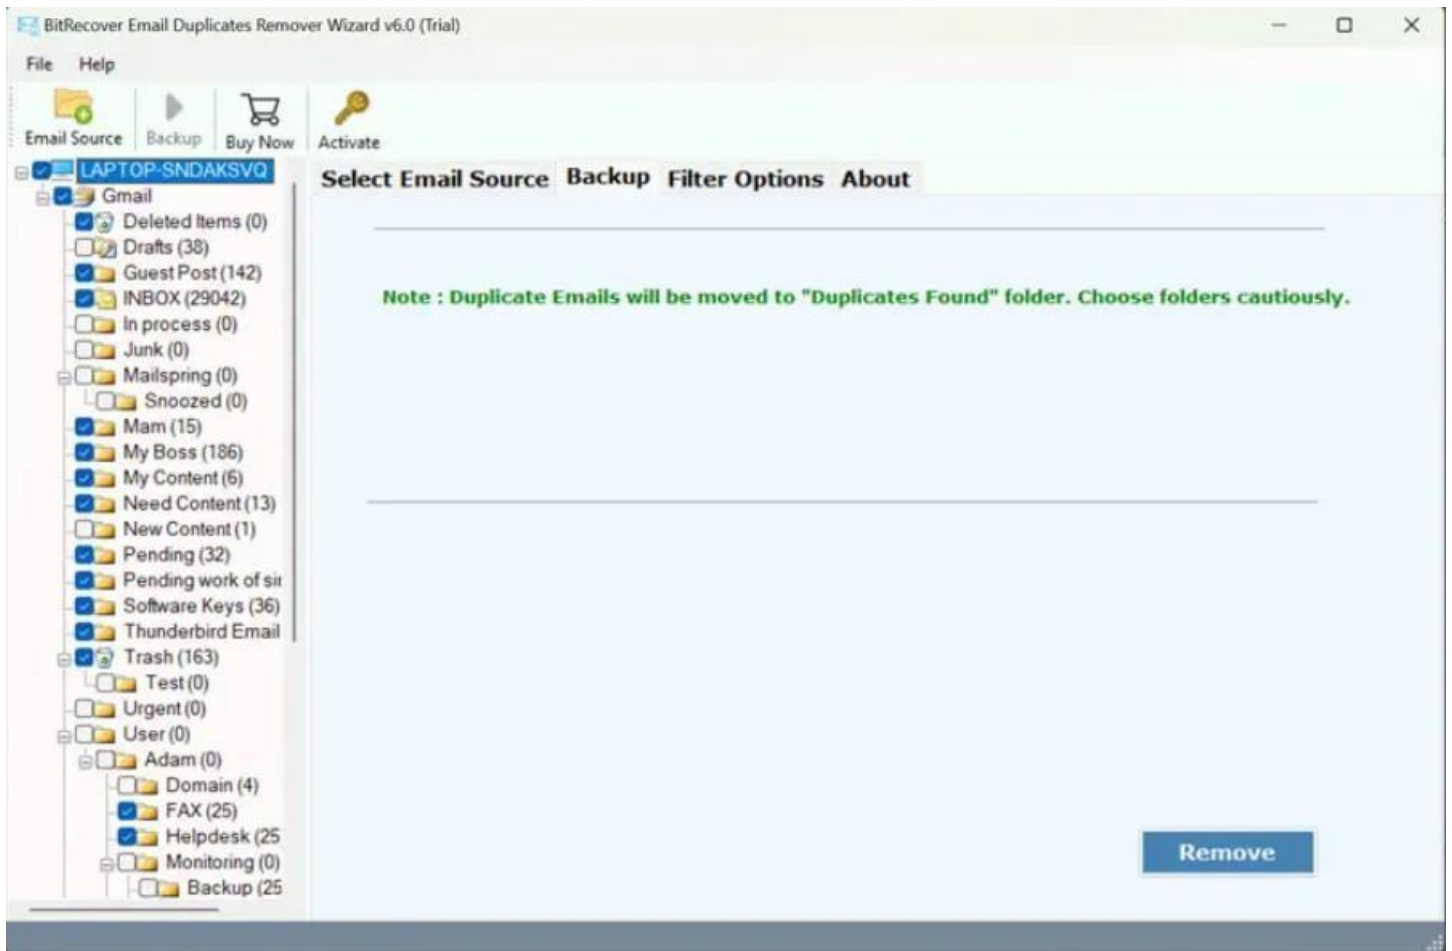 BitRecover Email Duplicates Remover Wizard v6.0 (Trial)
File Help
Email Source Backup Buy Now Activate
LAPTOP-SNDAKSVQ
Gmail
Deleted Items (0)
Drafts (38)
Guest Post (142)
INBOX (29042)
In process (0)
Junk (0)
Mailspring (0)
Snoozed (0)
Mam (15)
My Boss (186)
My Content (6)
Need Content (13)
New Content (1)
Pending (32)
Pending work of sir
Software Keys (36)
Thunderbird Email
Trash (163)
Test (0)
Urgent (0)
User (0)
Adam (0)
Domain (4)
FAX (25)
Helpdesk (25
Monitoring (0)
Backup (25
Select Email Source Backup Filter Options About
Note : Duplicate Emails will be moved to "Duplicates Found" folder. Choose folders cautiously.
Remove